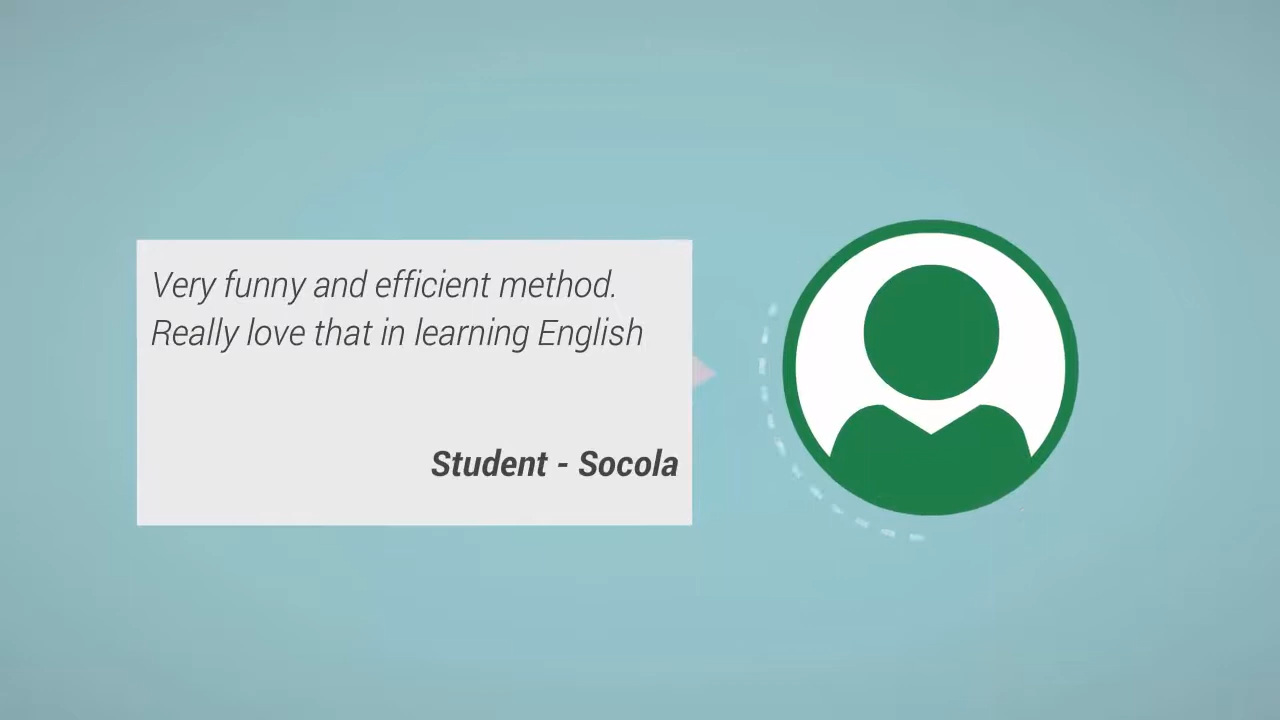 Very funny and efficient method.
Really love that in learning English
Student - Socola